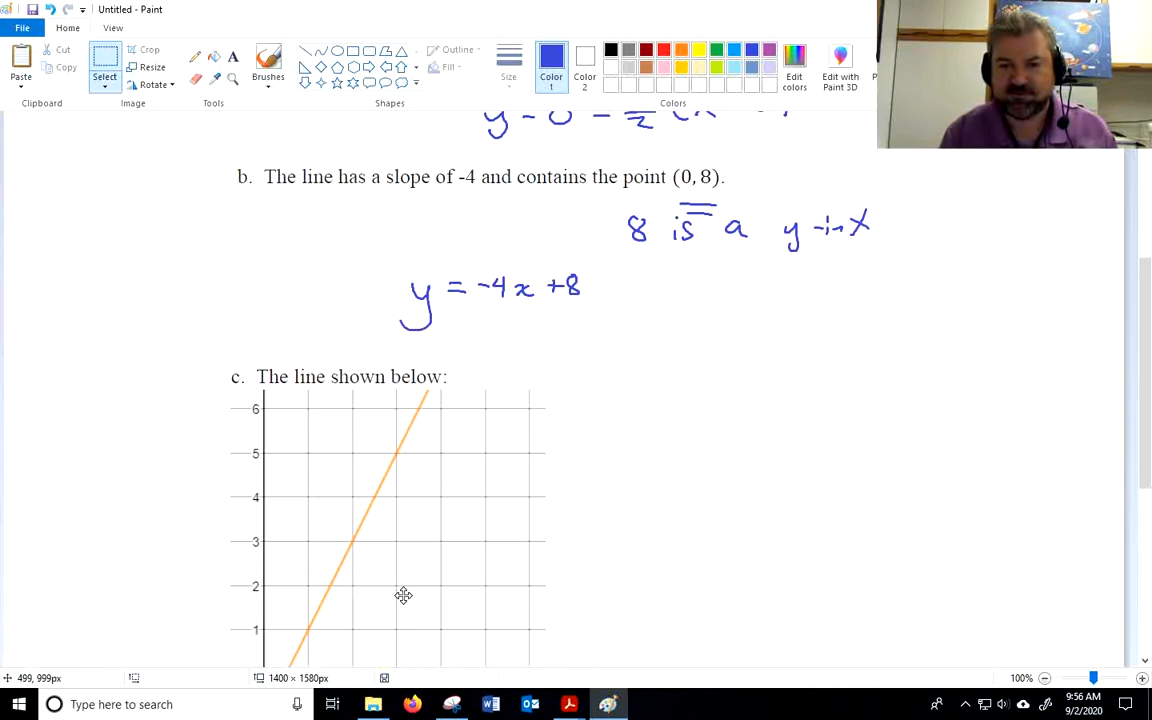 Untitled - Paint
File Home View
Paste
Cut
Copy
Select
Crop
Resize
Rotate
Brushes
Outline
Fill
Size
Color 1
Color 2
Edit colors
Edit with Paint 3D
Clipboard Image Tools Shapes Colors
b. The line has a slope of -4 and contains the point (0, 8).
8 is a y-in
y = -4x +8
c. The line shown below:
6
5
4
3
2
1
499, 999px 1400 × 1580px 100%
Type here to search
9:56 AM
9/2/2020